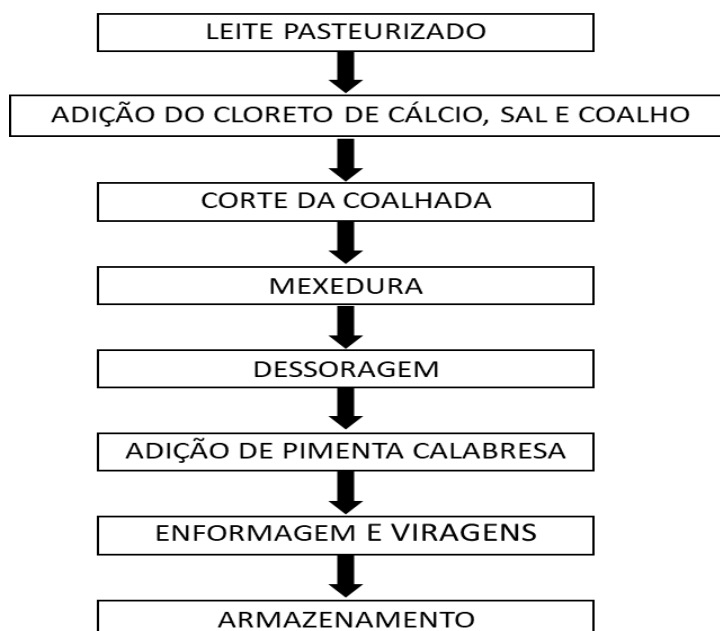 LEITE PASTEURIZADO
ADIÇÃO DO CLORETO DE CÁLCIO, SAL E COALHO
CORTE DA COALHADA
MEXEDURA
DESSORAGEM
ADIÇÃO DE PIMENTA CALABRESA
ENFORMAGEM E VIRAGENS
ARMAZENAMENTO